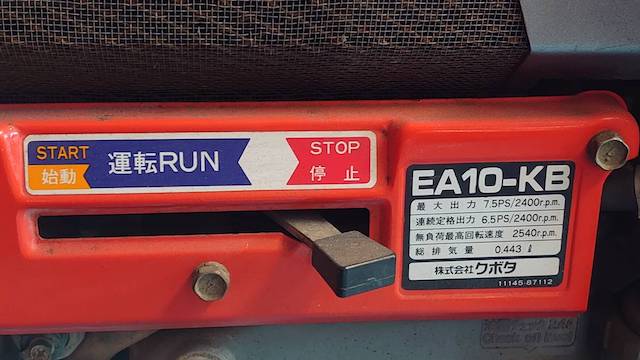 START
始動
運転RUN
STOP
停止
EA10-KB
最大出力 7.5PS/2400r.p.m.
連続定格出力 6.5PS/2400r.p.m.
無負荷最高回転速度 2540r.p.m.
総排気量 0.443ℓ
株式会社クボタ
11145-87112